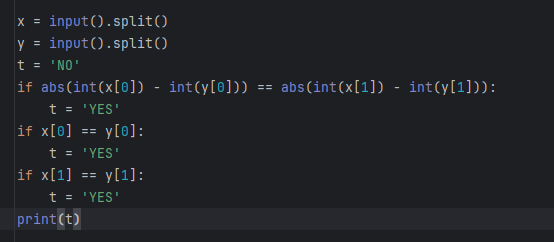 x = input().split()
y = input().split()
t = 'NO'
if abs(int(x[0]) - int(y[0])) == abs(int(x[1]) - int(y[1])):
    t = 'YES'
if x[0] == y[0]:
    t = 'YES'
if x[1] == y[1]:
    t = 'YES'
print(t)